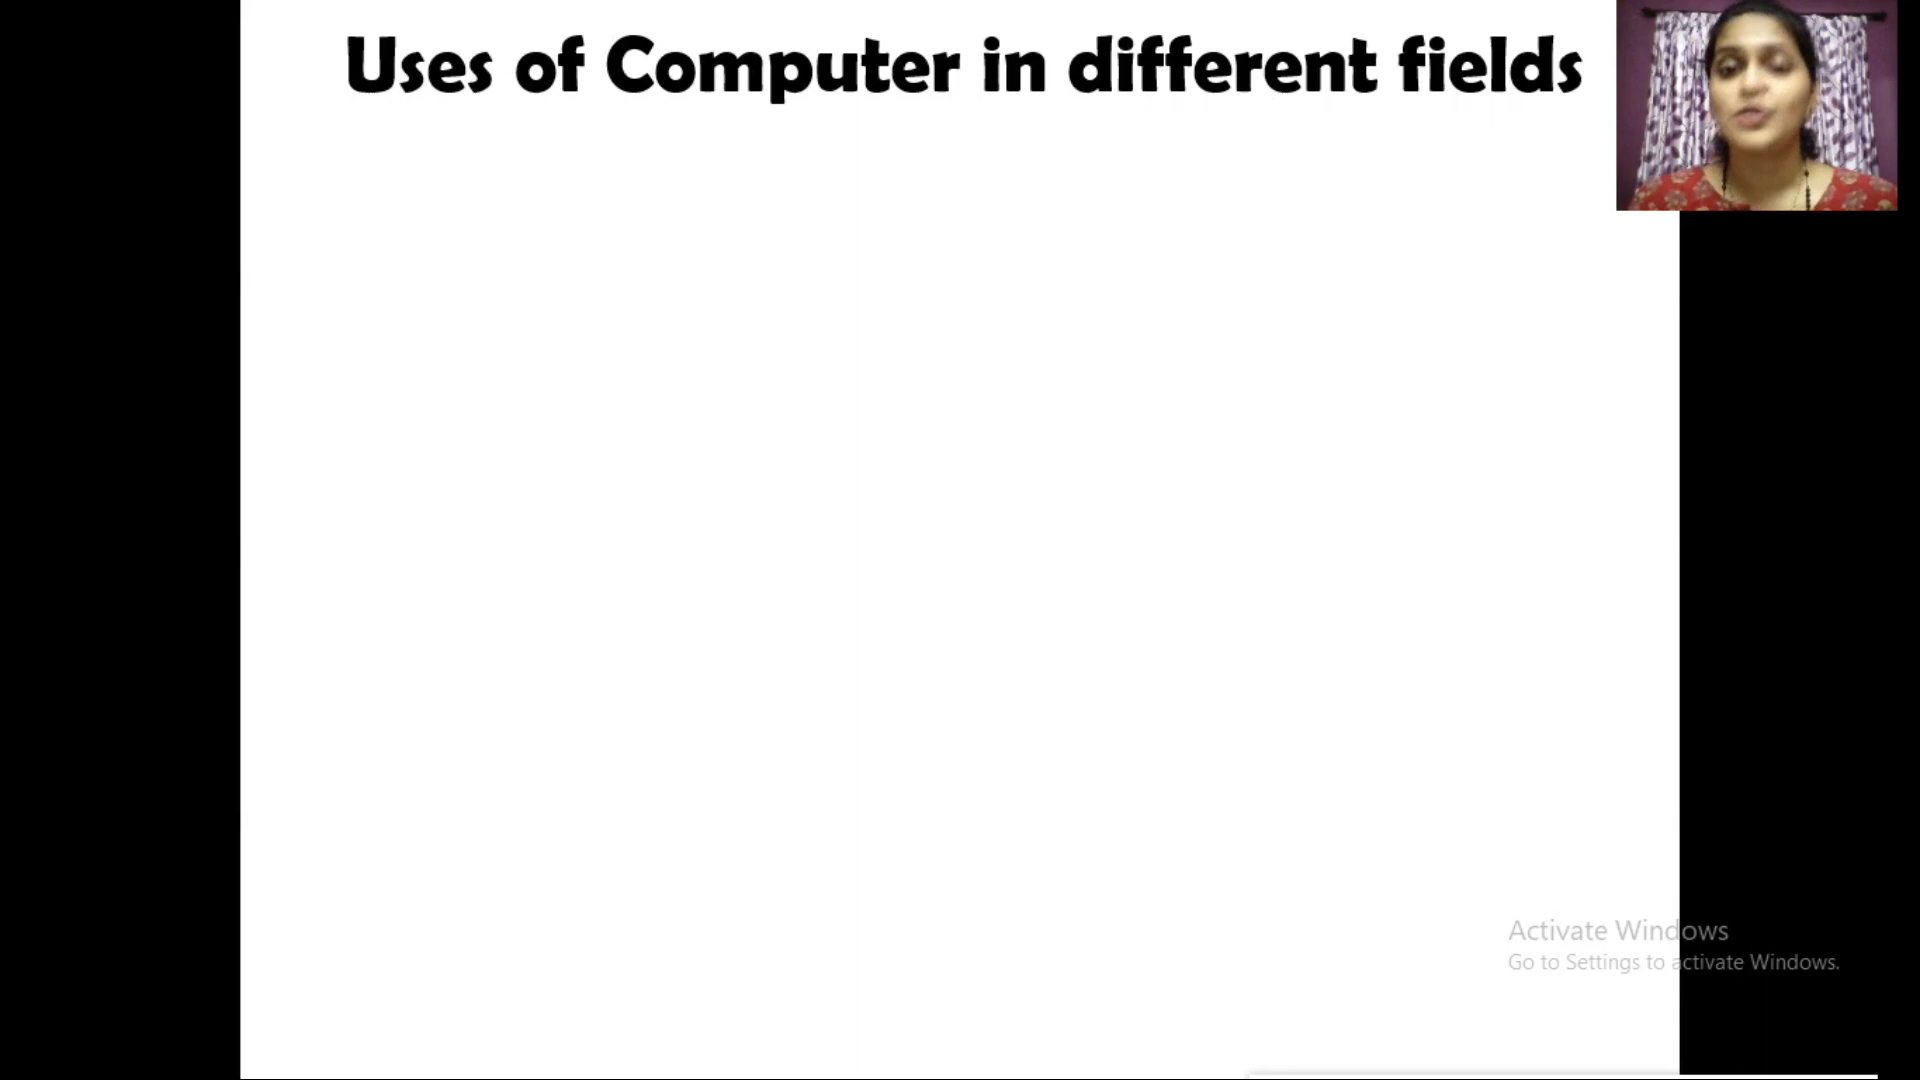 Uses of Computer in different fields
Activate Windows
Go to Settings to activate Windows.